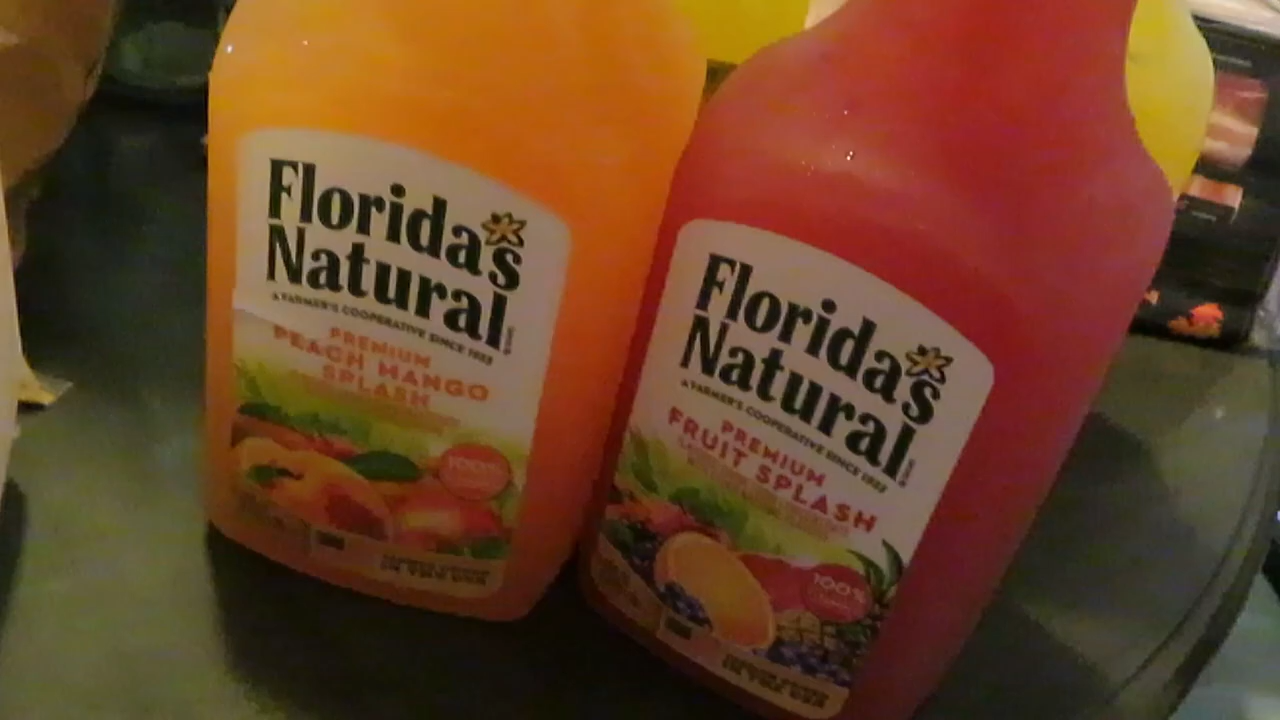 Florida's
Natural
A FARMER'S COOPERATIVE SINCE 1933
PREMIUM
PEACH MANGO
SPLASH
100%
Florida's
Natural
A FARMER'S COOPERATIVE SINCE 1933
PREMIUM
FRUIT SPLASH
100%